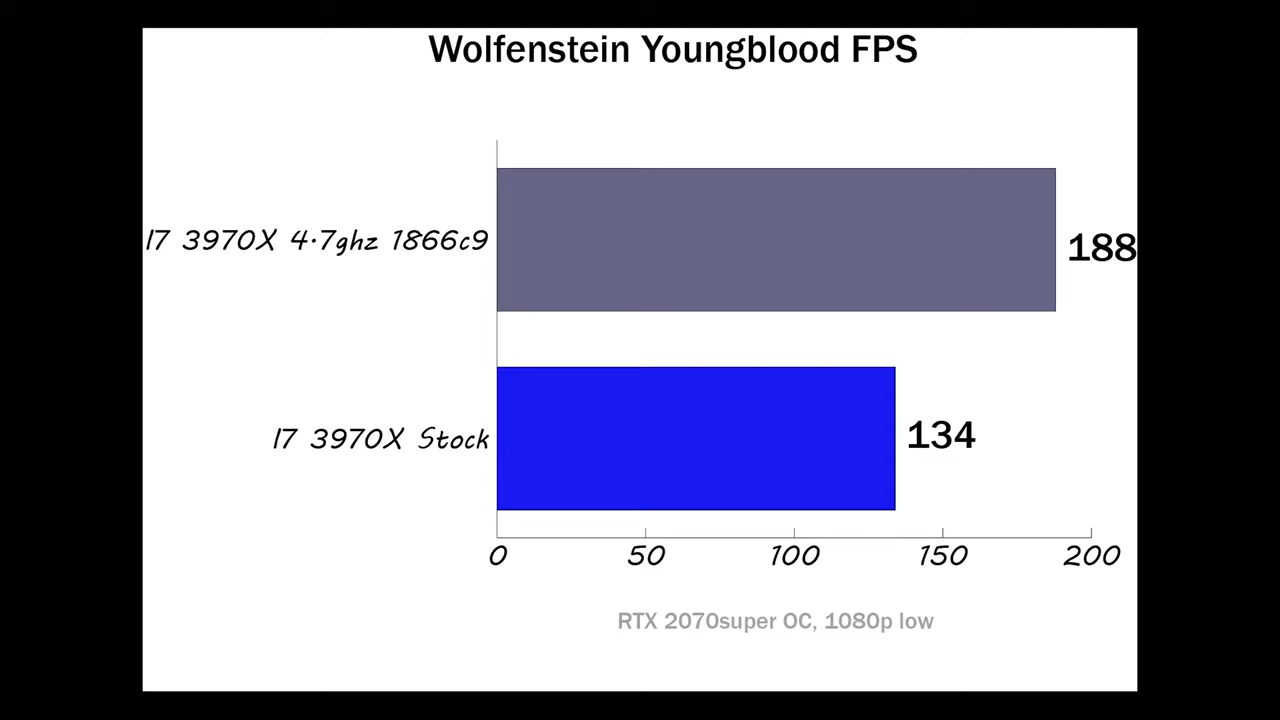 Wolfenstein Youngblood FPS
I7 3970X 4.7ghz 1866c9
188
I7 3970X Stock
134
0 50 100 150 200
RTX 2070super OC, 1080p low